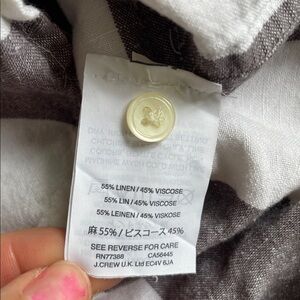 55% LINEN / 45% VISCOSE
55% LIN / 45% VISCOSE
55% LEINEN / 45% VISKOSE
麻 55% / ビスコース 45%
SEE REVERSE FOR CARE
RN77388 CA56445
J.CREW U.K. Ltd EC4V 6JA